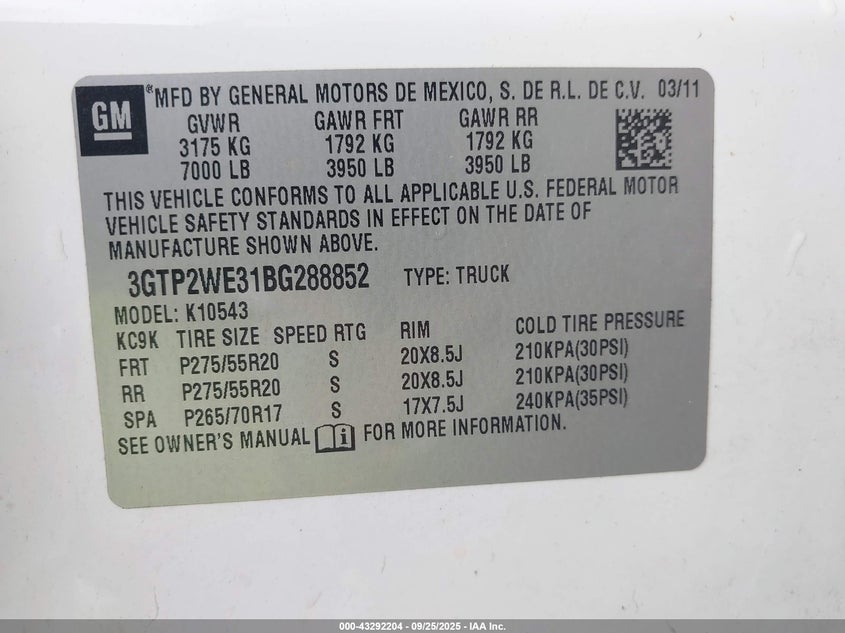 GM
®MFD BY GENERAL MOTORS DE MEXICO, S. DE R.L. DE C.V. 03/11
GVWR GAWR FRT GAWR RR
3175 KG 1792 KG 1792 KG
7000 LB 3950 LB 3950 LB
THIS VEHICLE CONFORMS TO ALL APPLICABLE U.S. FEDERAL MOTOR
VEHICLE SAFETY STANDARDS IN EFFECT ON THE DATE OF
MANUFACTURE SHOWN ABOVE.
3GTP2WE31BG288852 TYPE: TRUCK
MODEL: K10543
KC9K TIRE SIZE SPEED RTG RIM COLD TIRE PRESSURE
FRT P275/55R20 S 20X8.5J 210KPA(30PSI)
RR P275/55R20 S 20X8.5J 210KPA(30PSI)
SPA P265/70R17 S 17X7.5J 240KPA(35PSI)
SEE OWNER'S MANUAL i FOR MORE INFORMATION.
000-43292204 - 09/25/2025 - IAA Inc.